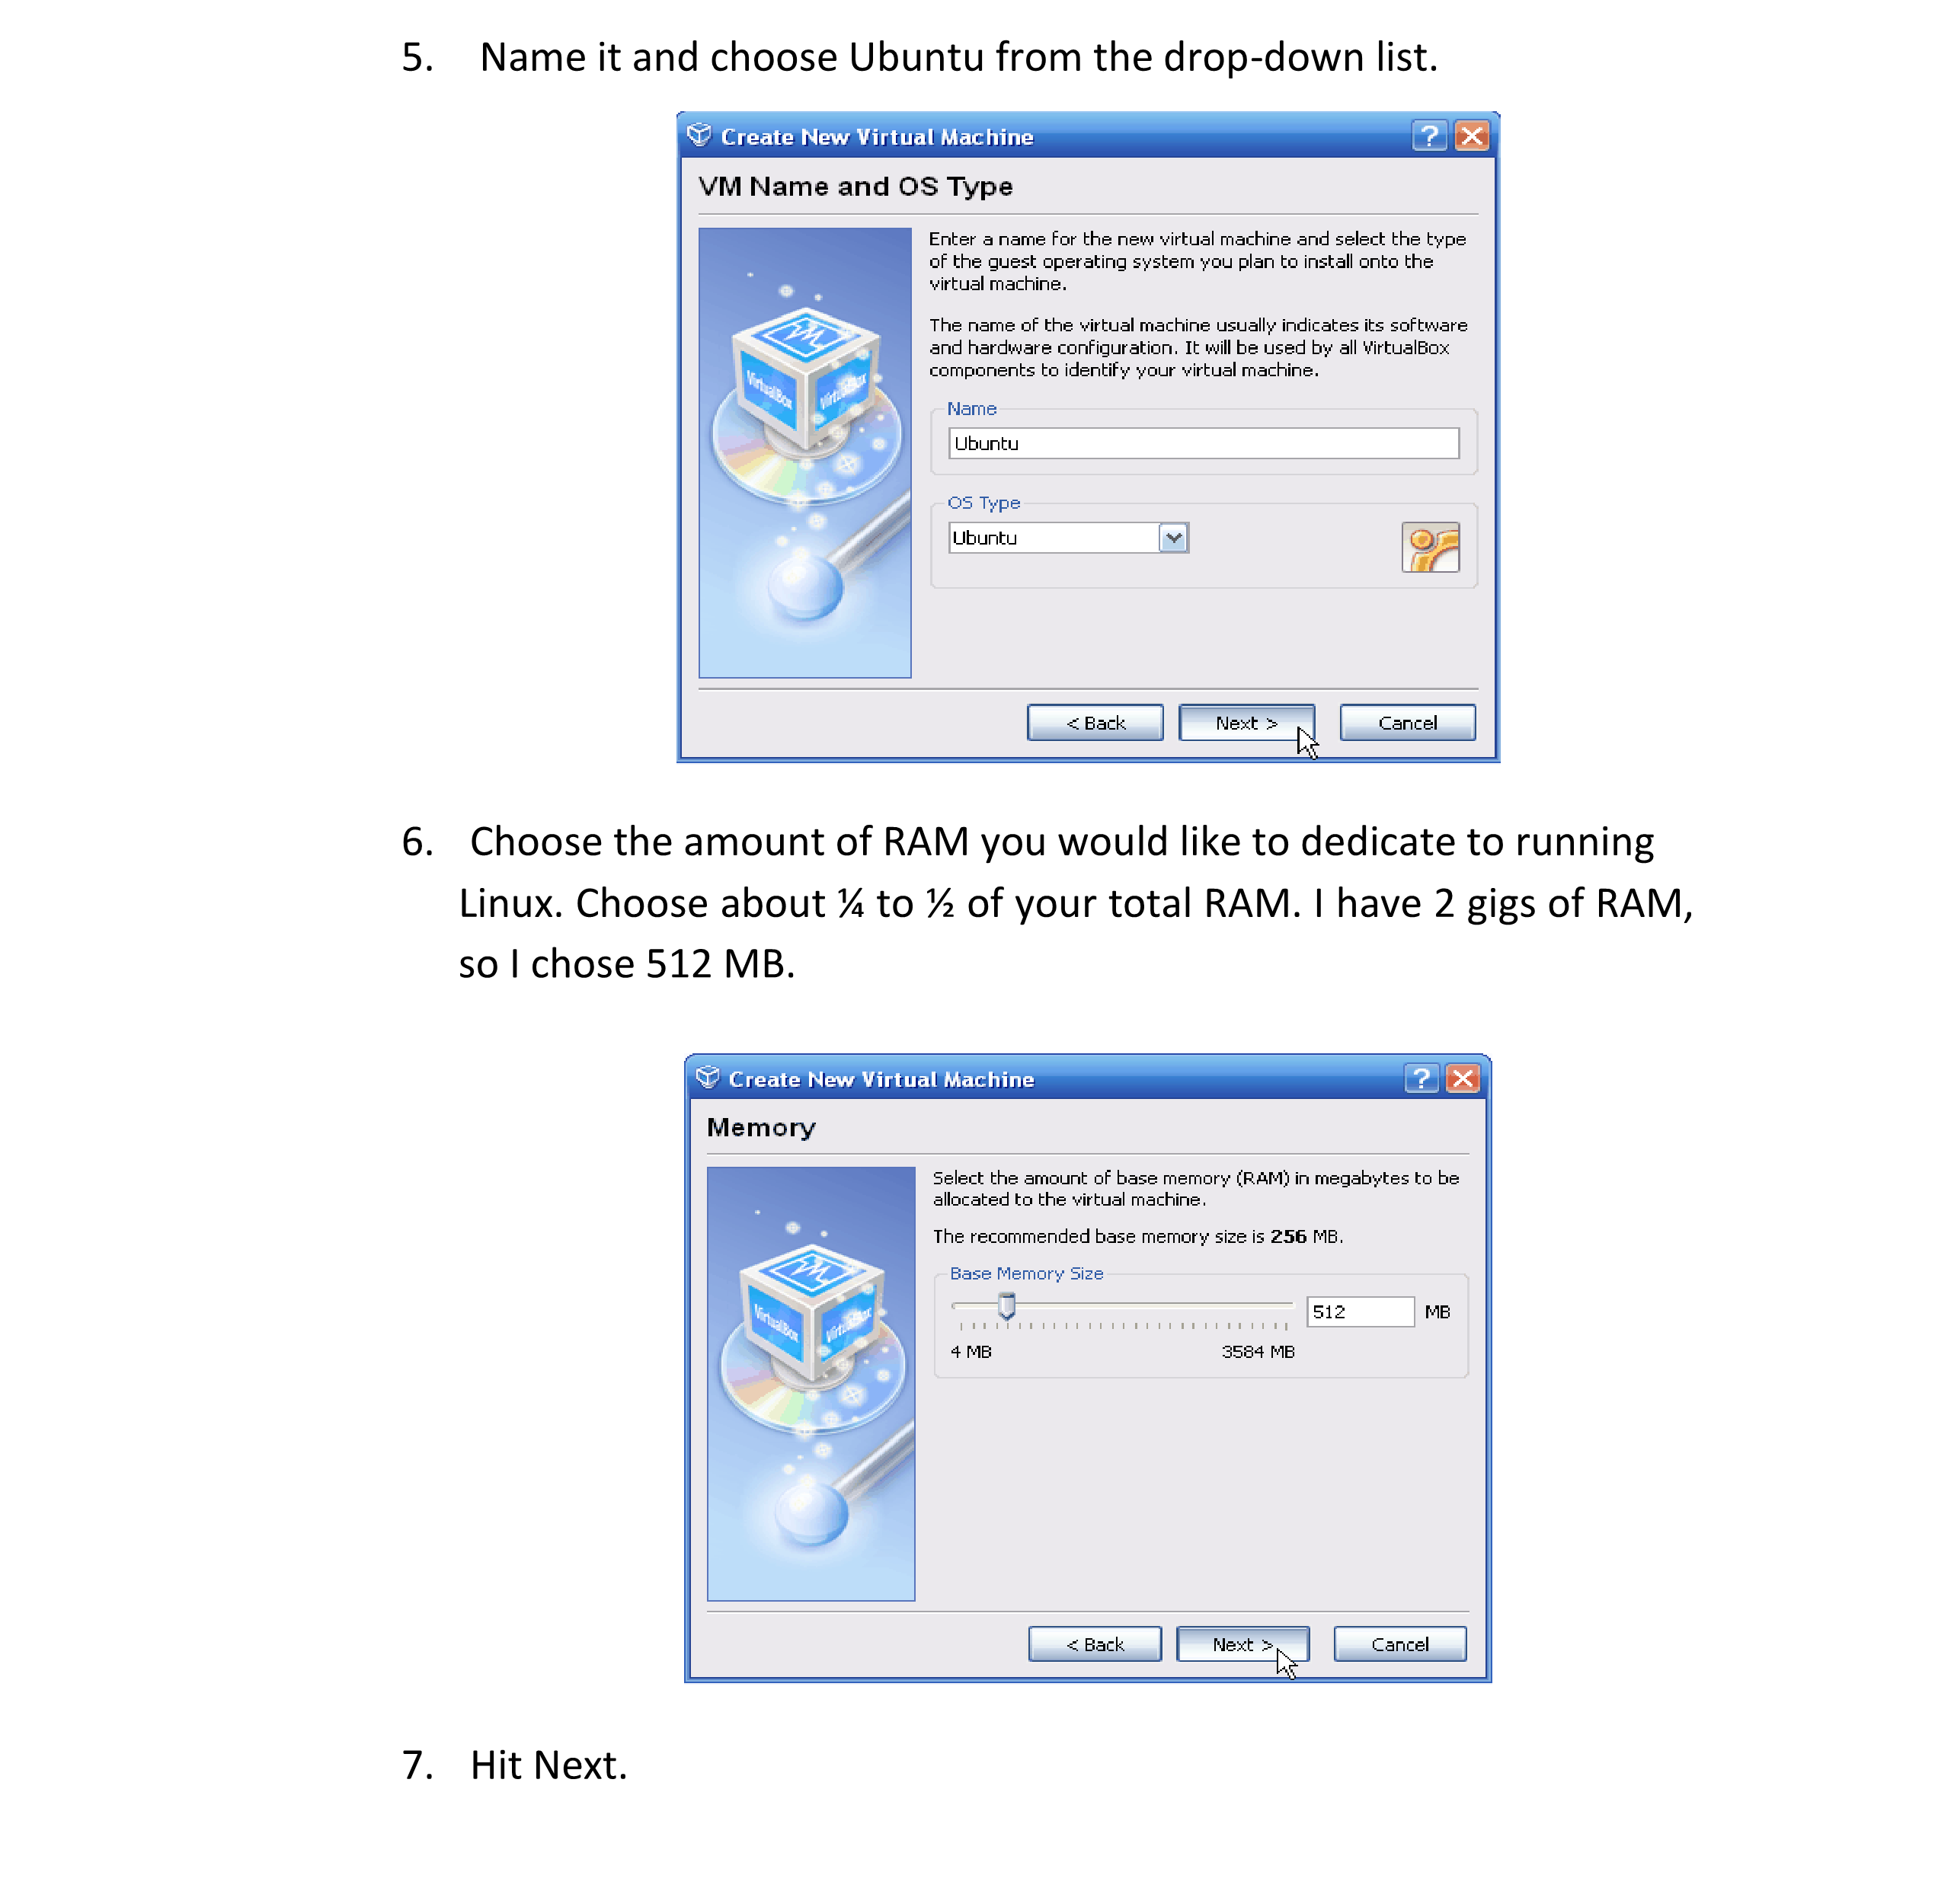 5. Name it and choose Ubuntu from the drop-down list.
Create New Virtual Machine
VM Name and OS Type
Enter a name for the new virtual machine and select the type
of the guest operating system you plan to install onto the
virtual machine.
The name of the virtual machine usually indicates its software
and hardware configuration. It will be used by all VirtualBox
components to identify your virtual machine.
VirtualBox
VirtualBox
Name
Ubuntu
OS Type
Ubuntu
< Back Next > Cancel
6. Choose the amount of RAM you would like to dedicate to running
Linux. Choose about ¼ to ½ of your total RAM. I have 2 gigs of RAM,
so I chose 512 MB.
Create New Virtual Machine
Memory
Select the amount of base memory (RAM) in megabytes to be
allocated to the virtual machine.
The recommended base memory size is 256 MB.
VirtualBox
VirtualBox
Base Memory Size
512 MB
4 MB 3584 MB
< Back Next > Cancel
7. Hit Next.